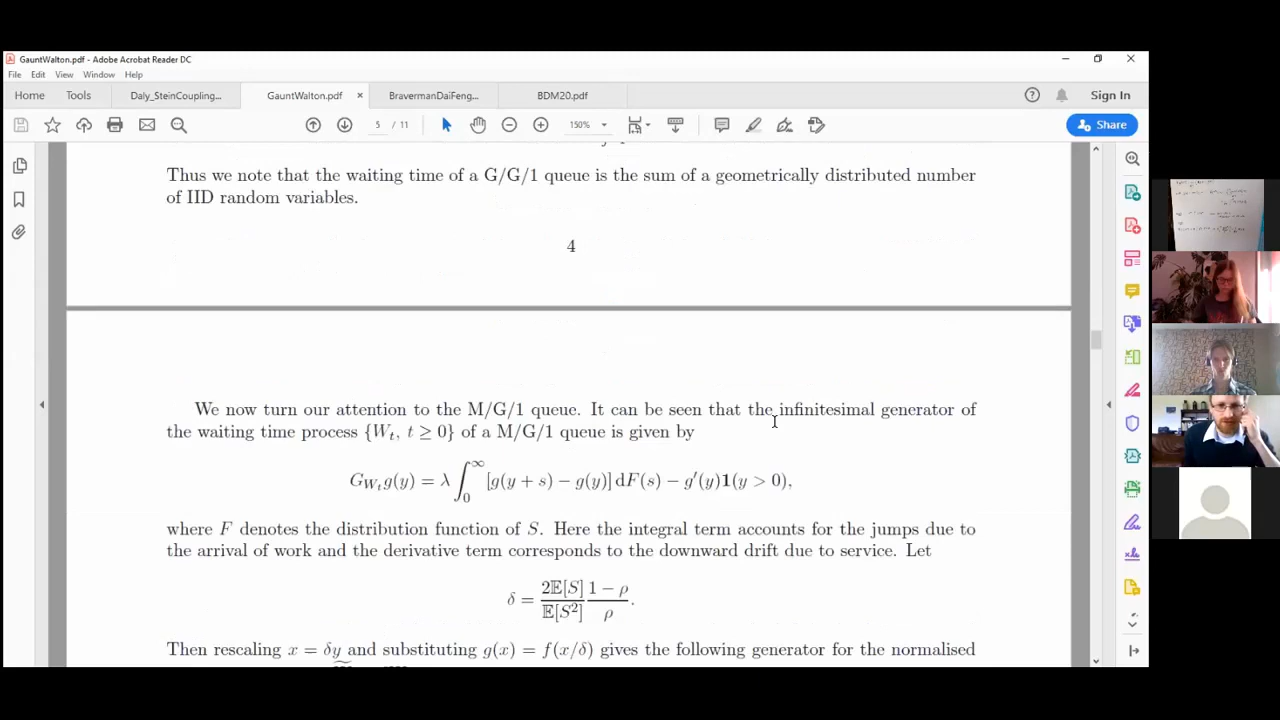 GauntWalton.pdf - Adobe Acrobat Reader DC
File Edit View Window Help
Home Tools Daly_SteinCoupling... GauntWalton.pdf × BravermanDaiFeng... BDM20.pdf Sign In
5 / 11 150% Share
Thus we note that the waiting time of a G/G/1 queue is the sum of a geometrically distributed number
of IID random variables.
4
We now turn our attention to the M/G/1 queue. It can be seen that the infinitesimal generator of
the waiting time process {W_t, t ≥ 0} of a M/G/1 queue is given by
G_{W_t} g(y) = λ ∫_0^∞ [g(y + s) − g(y)] dF(s) − g′(y)1(y > 0),
where F denotes the distribution function of S. Here the integral term accounts for the jumps due to
the arrival of work and the derivative term corresponds to the downward drift due to service. Let
δ = \frac{2𝔼[S]}{𝔼[S²]} \frac{1 − ρ}{ρ}.
Then rescaling x = δy and substituting g(x) = f(x/δ) gives the following generator for the normalised